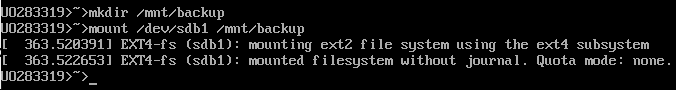 UO283319>~>mkdir /mnt/backup
UO283319>~>mount /dev/sdb1 /mnt/backup
[  363.520391] EXT4-fs (sdb1): mounting ext2 file system using the ext4 subsystem
[  363.522653] EXT4-fs (sdb1): mounted filesystem without journal. Quota mode: none.
UO283319>~>_